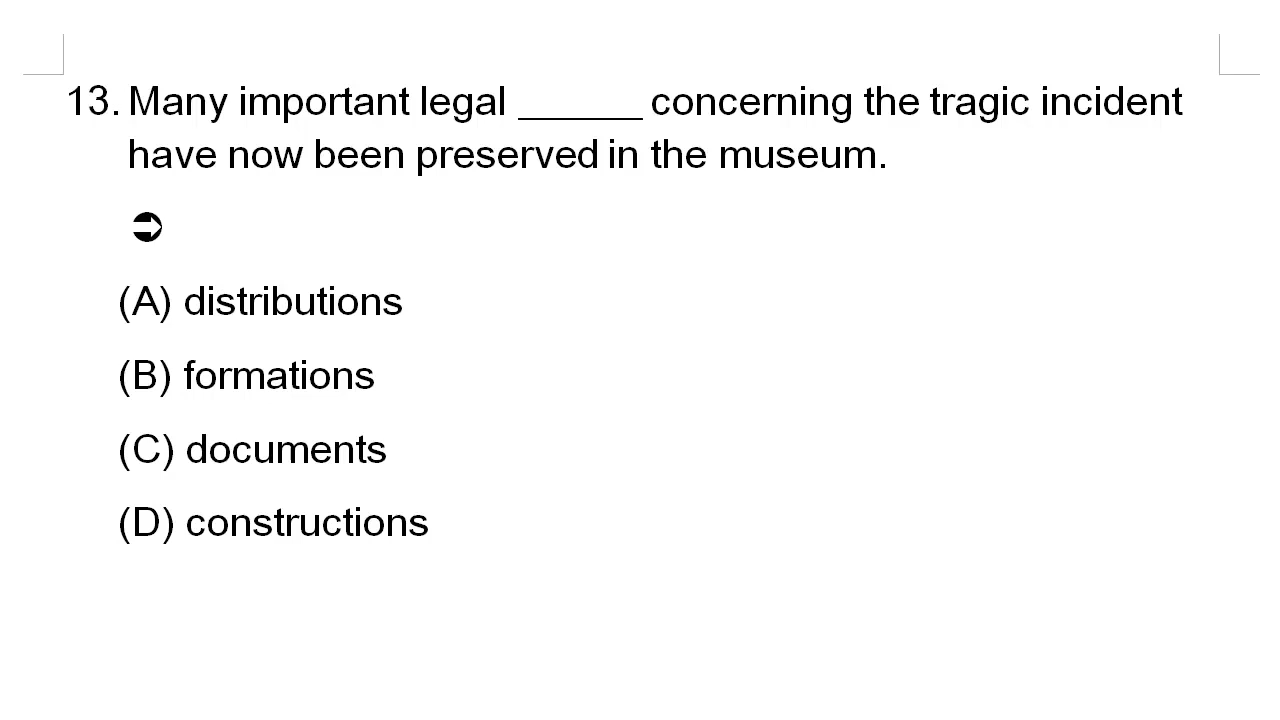 13. Many important legal ______ concerning the tragic incident
have now been preserved in the museum.
➲
(A) distributions
(B) formations
(C) documents
(D) constructions